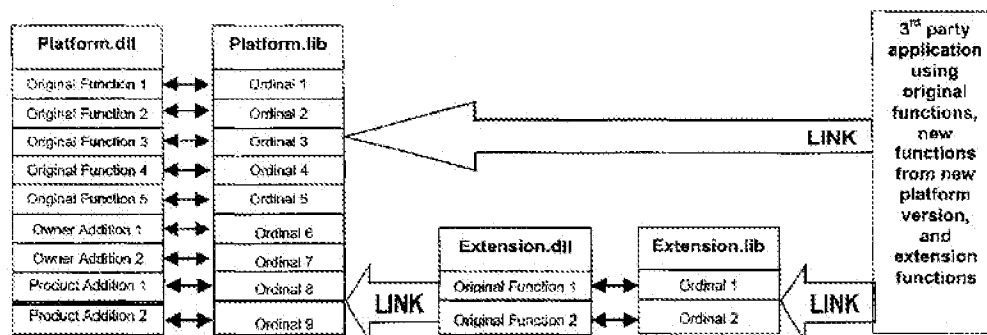 Platform.dll
Original Function 1
Original Function 2
Original Function 3
Original Function 4
Original Function 5
Owner Addition 1
Owner Addition 2
Product Addition 1
Product Addition 2
Platform.lib
Ordinal 1
Ordinal 2
Ordinal 3
Ordinal 4
Ordinal 5
Ordinal 6
Ordinal 7
Ordinal 8
Ordinal 9
LINK
LINK
Extension.dll
Original Function 1
Original Function 2
Extension.lib
Ordinal 1
Ordinal 2
LINK
3rd party
application
using
original
functions,
new
functions
from new
platform
version,
and
extension
functions